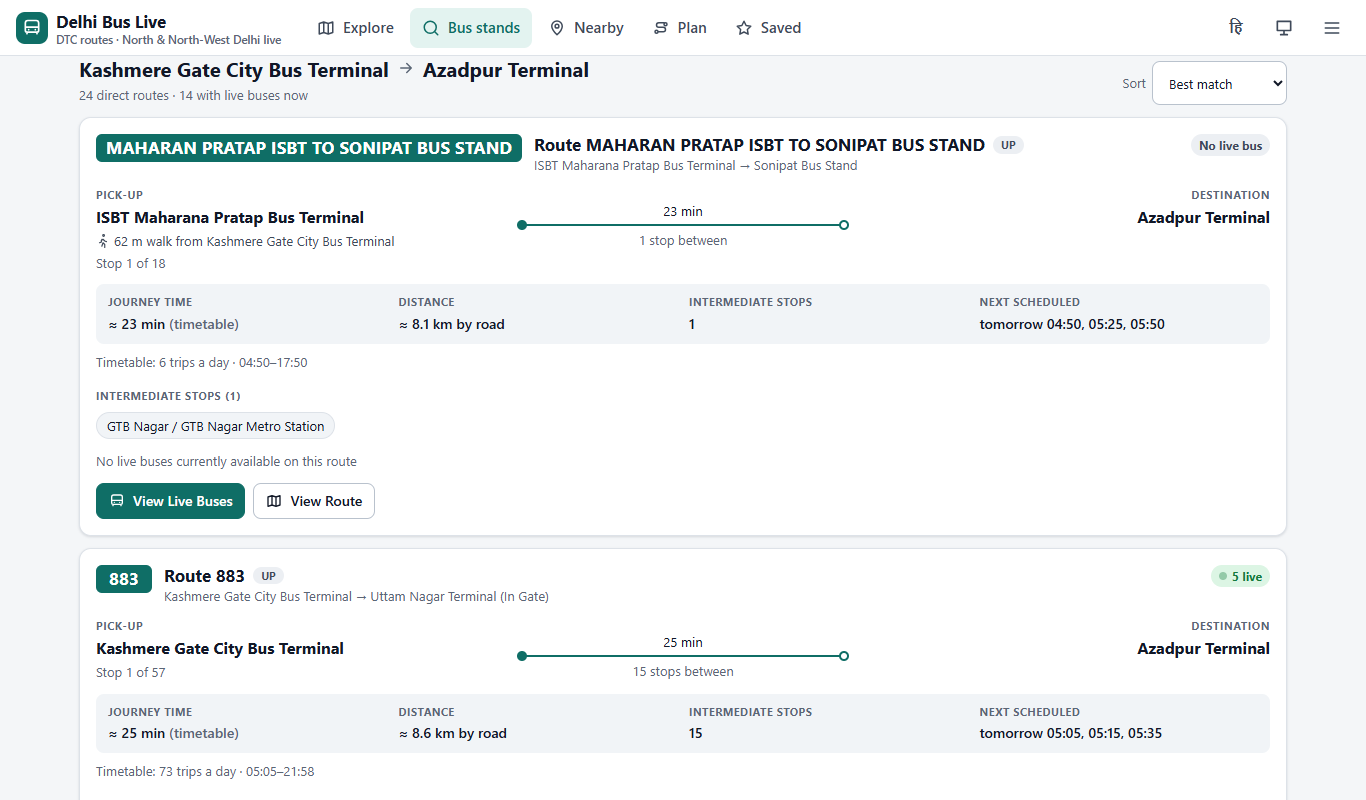 Delhi Bus Live
DTC routes · North & North-West Delhi live
Explore
Bus stands
Nearby
Plan
Saved
हि
Kashmere Gate City Bus Terminal → Azadpur Terminal
24 direct routes · 14 with live buses now
Sort
Best match
MAHARAN PRATAP ISBT TO SONIPAT BUS STAND
Route MAHARAN PRATAP ISBT TO SONIPAT BUS STAND UP
No live bus
ISBT Maharana Pratap Bus Terminal → Sonipat Bus Stand
PICK-UP
DESTINATION
ISBT Maharana Pratap Bus Terminal
23 min
Azadpur Terminal
62 m walk from Kashmere Gate City Bus Terminal
1 stop between
Stop 1 of 18
JOURNEY TIME
DISTANCE
INTERMEDIATE STOPS
NEXT SCHEDULED
≈ 23 min (timetable)
≈ 8.1 km by road
1
tomorrow 04:50, 05:25, 05:50
Timetable: 6 trips a day · 04:50–17:50
INTERMEDIATE STOPS (1)
GTB Nagar / GTB Nagar Metro Station
No live buses currently available on this route
View Live Buses
View Route
883
Route 883 UP
5 live
Kashmere Gate City Bus Terminal → Uttam Nagar Terminal (In Gate)
PICK-UP
DESTINATION
Kashmere Gate City Bus Terminal
25 min
Azadpur Terminal
Stop 1 of 57
15 stops between
JOURNEY TIME
DISTANCE
INTERMEDIATE STOPS
NEXT SCHEDULED
≈ 25 min (timetable)
≈ 8.6 km by road
15
tomorrow 05:05, 05:15, 05:35
Timetable: 73 trips a day · 05:05–21:58